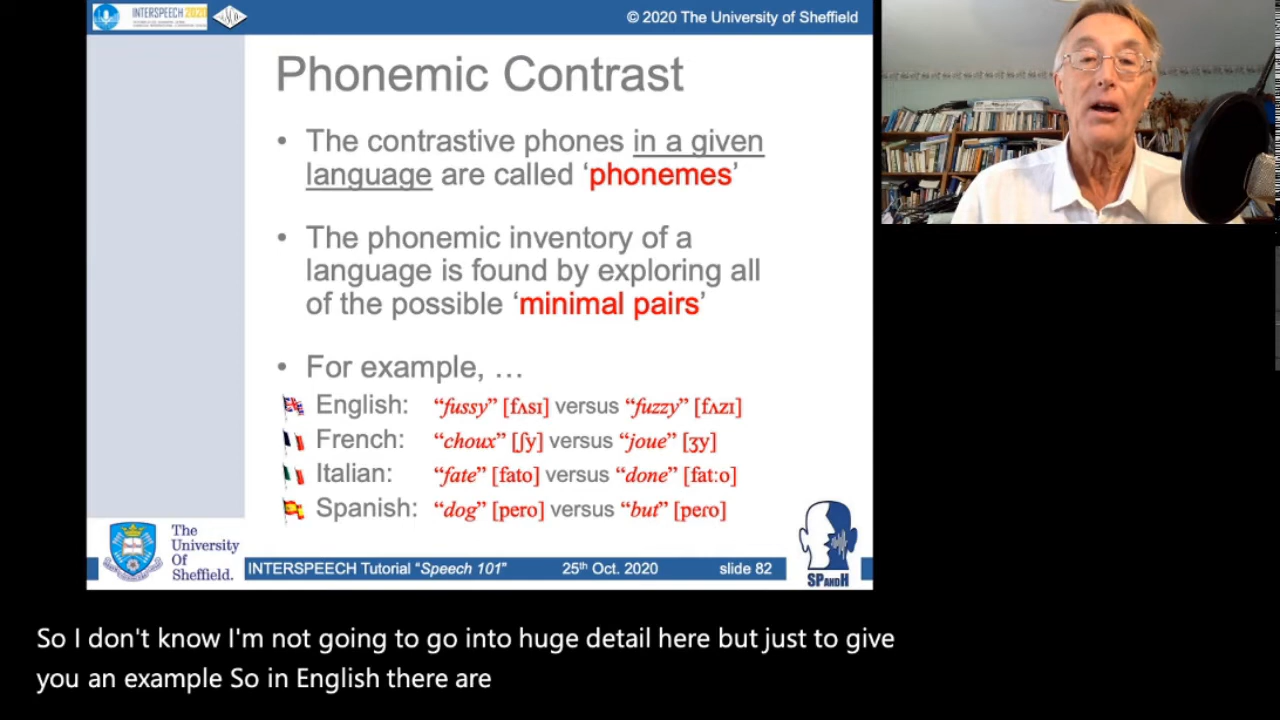 INTERSPEECH 2020
© 2020 The University of Sheffield
Phonemic Contrast
• The contrastive phones in a given
language are called ‘phonemes’
• The phonemic inventory of a
language is found by exploring all
of the possible ‘minimal pairs’
• For example, …
English: “fussy” [fʌsɪ] versus “fuzzy” [fʌzɪ]
French: “choux” [ʃy] versus “joue” [ʒy]
Italian: “fate” [fato] versus “done” [fat:o]
Spanish: “dog” [pero] versus “but” [peɾo]
The
University
Of
Sheffield.
INTERSPEECH Tutorial “Speech 101” 25th Oct. 2020 slide 82
SPANDH
So I don't know I'm not going to go into huge detail here but just to give
you an example So in English there are